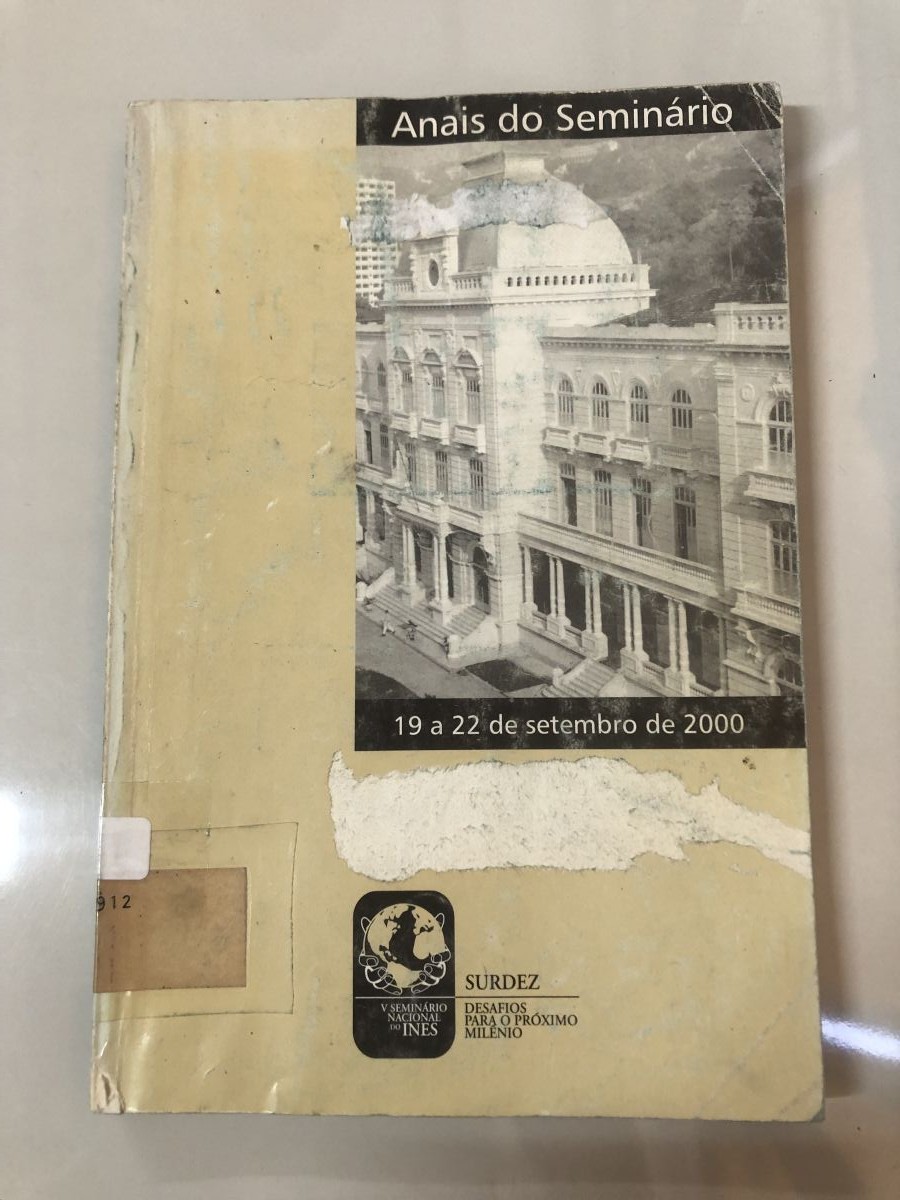 Anais do Seminário
19 a 22 de setembro de 2000
912
V SEMINÁRIO
NACIONAL
DO INES
SURDEZ
DESAFIOS
PARA O PRÓXIMO
MILÊNIO